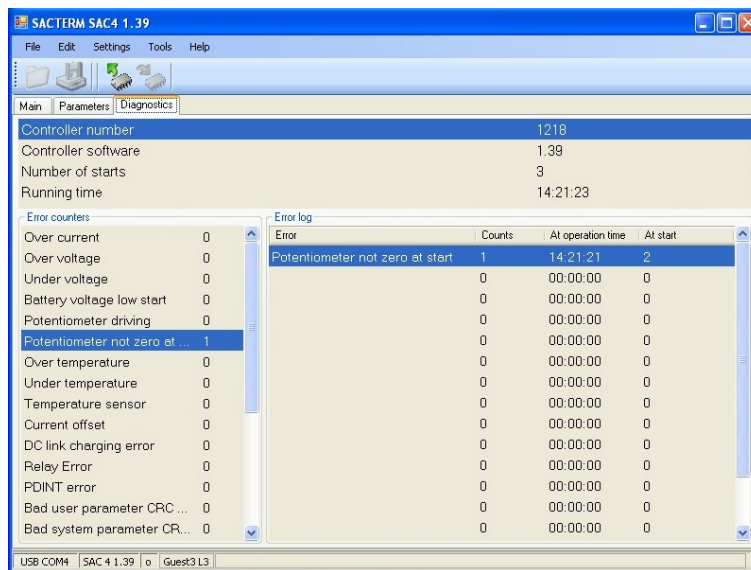 SACTERM SAC4 1.39
File Edit Settings Tools Help
Main Parameters Diagnostics
Controller number 1218
Controller software 1.39
Number of starts 3
Running time 14:21:23
Error counters
Over current 0
Over voltage 0
Under voltage 0
Battery voltage low start 0
Potentiometer driving 0
Potentiometer not zero at ... 1
Over temperature 0
Under temperature 0
Temperature sensor 0
Current offset 0
DC link charging error 0
Relay Error 0
PDINT error 0
Bad user parameter CRC ... 0
Bad system parameter CR... 0
Error log
Error Counts At operation time At start
Potentiometer not zero at start 1 14:21:21 2
0 00:00:00 0
0 00:00:00 0
0 00:00:00 0
0 00:00:00 0
0 00:00:00 0
0 00:00:00 0
0 00:00:00 0
0 00:00:00 0
0 00:00:00 0
0 00:00:00 0
0 00:00:00 0
0 00:00:00 0
0 00:00:00 0
USB COM4 SAC 4 1.39 o Guest3 L3